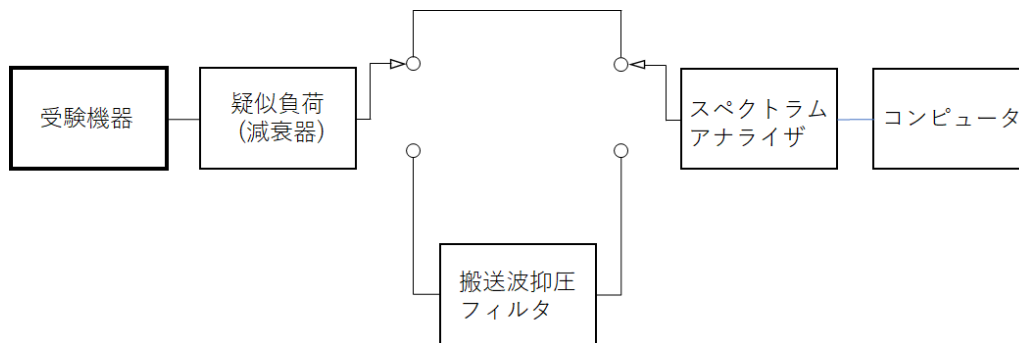 受験機器
疑似負荷
(減衰器)
スペクトラム
アナライザ
コンピュータ
搬送波抑圧
フィルタ